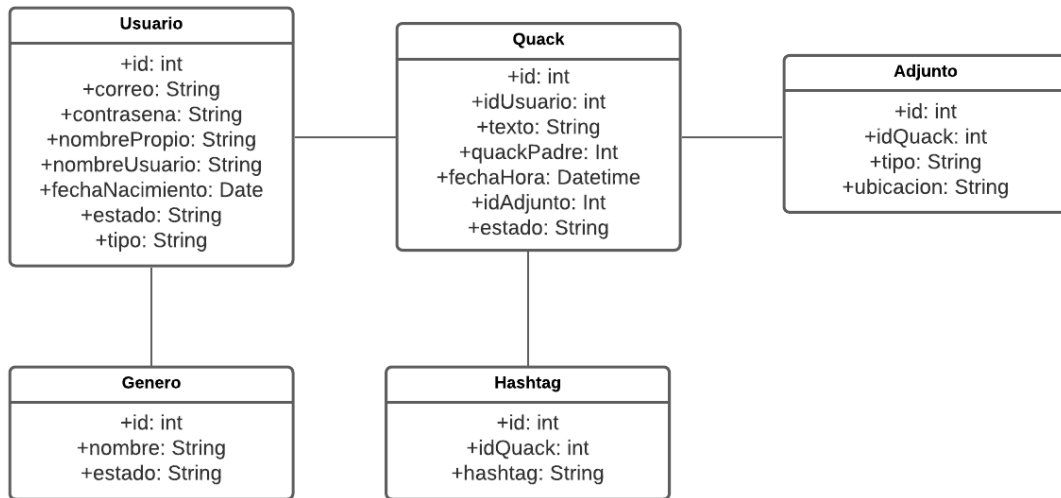 Usuario
+id: int
+correo: String
+contrasena: String
+nombrePropio: String
+nombreUsuario: String
+fechaNacimiento: Date
+estado: String
+tipo: String
Quack
+id: int
+idUsuario: int
+texto: String
+quackPadre: Int
+fechaHora: Datetime
+idAdjunto: Int
+estado: String
Adjunto
+id: int
+idQuack: int
+tipo: String
+ubicacion: String
Genero
+id: int
+nombre: String
+estado: String
Hashtag
+id: int
+idQuack: int
+hashtag: String